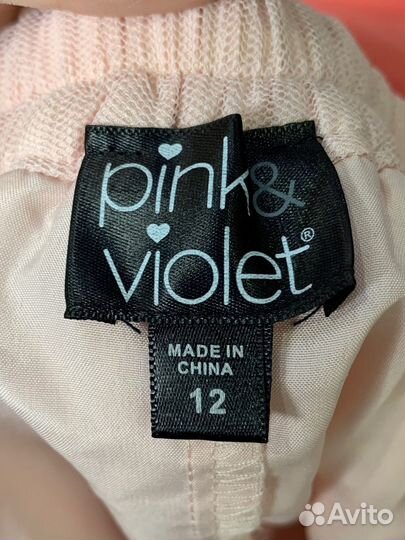 pink &
violet®
MADE IN
CHINA
12
Avito